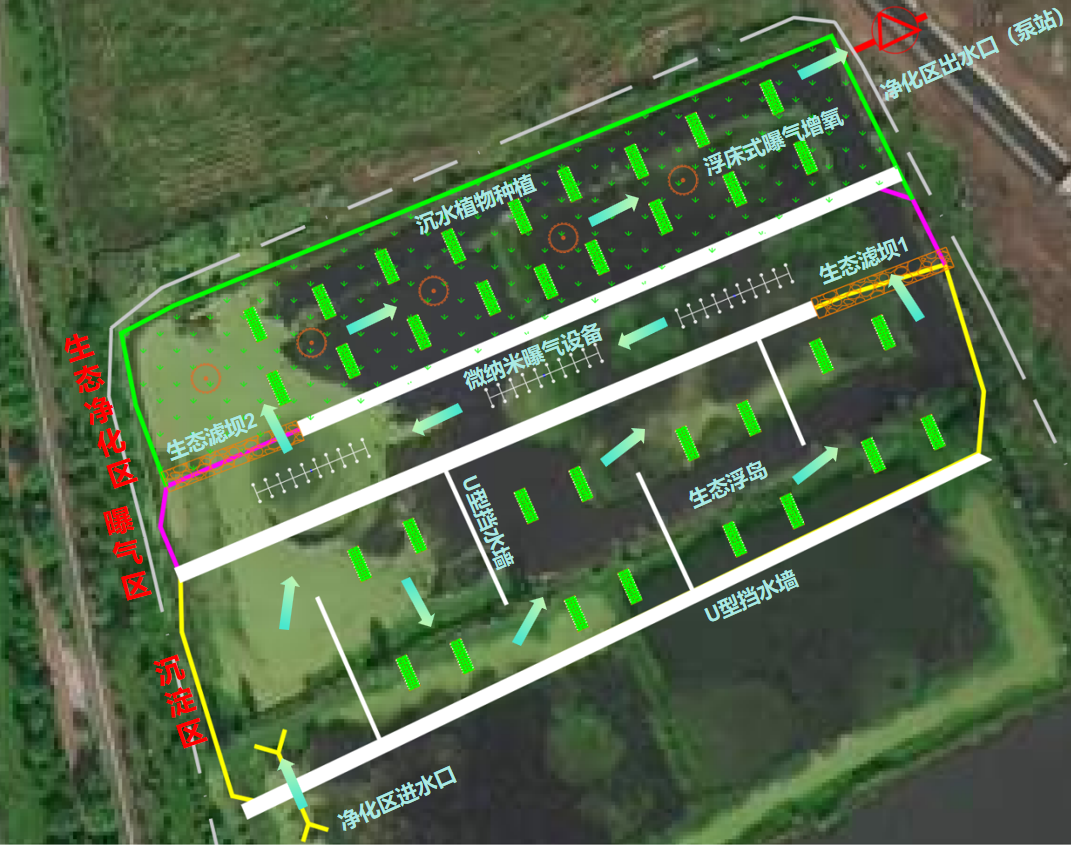 净化区出水口（泵站）
浮床式曝气增氧
沉水植物种植
生态滤坝1
微纳米曝气设备
生态净化区
生态滤坝2
曝气区
U型挡水墙
生态浮岛
U型挡水墙
沉淀区
净化区进水口